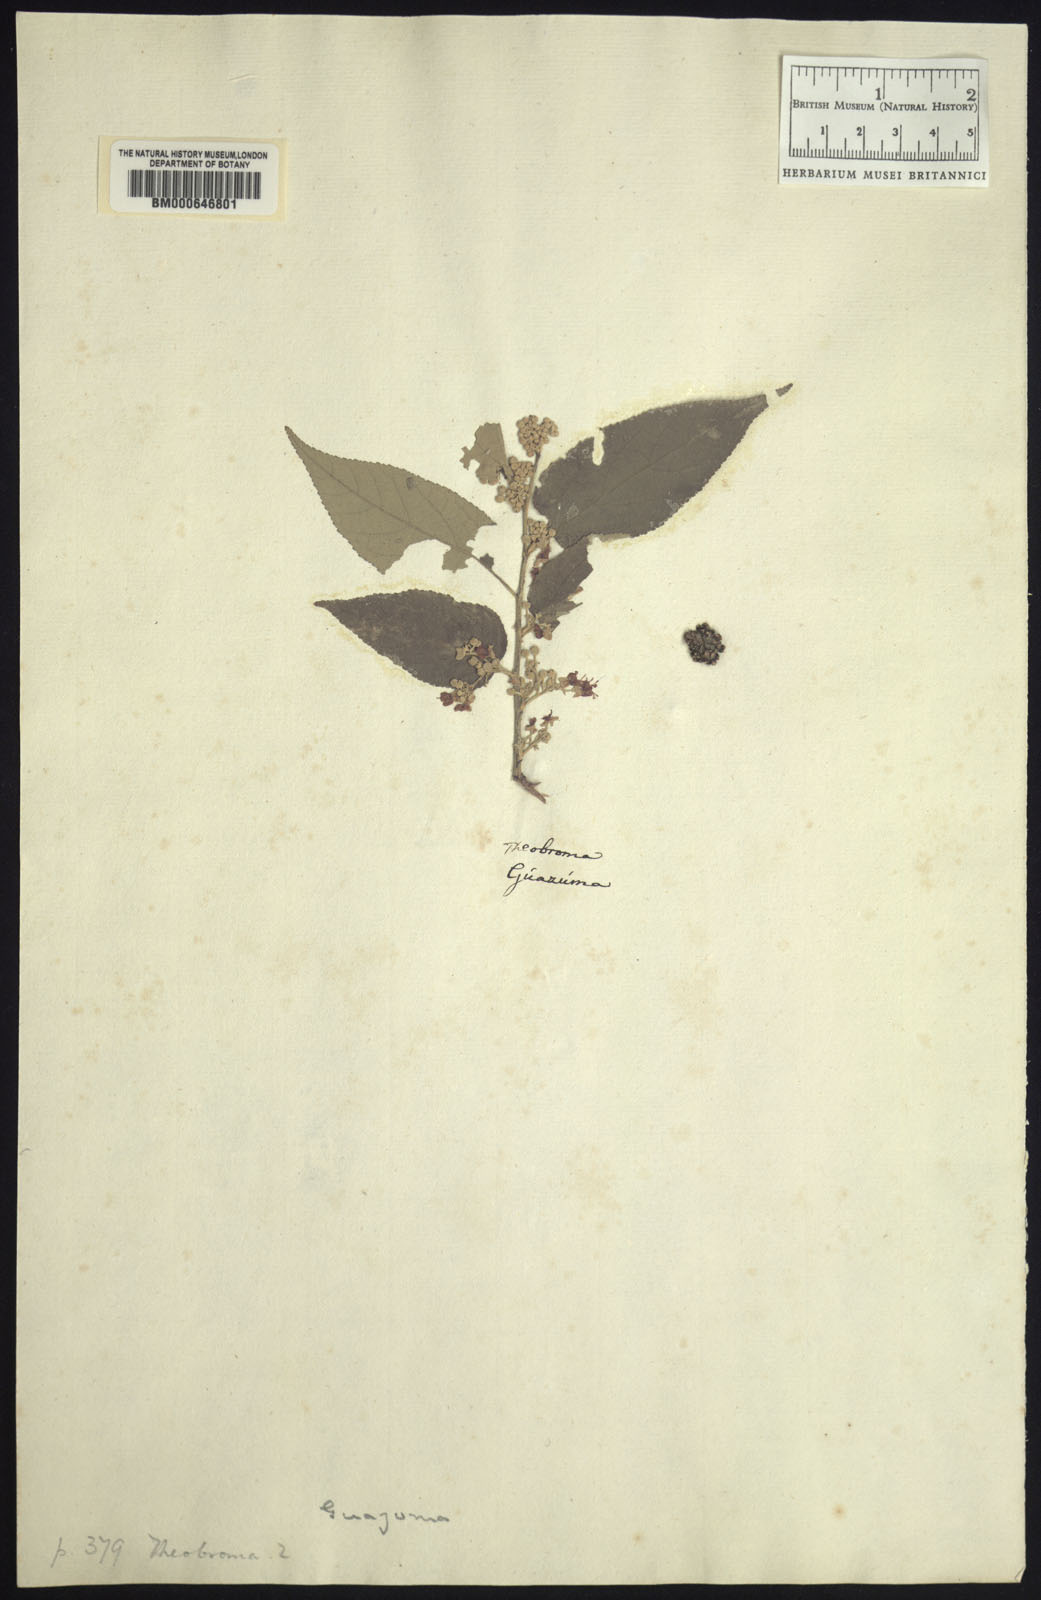 THE NATURAL HISTORY MUSEUM, LONDON
DEPARTMENT OF BOTANY
BM000646801
1 2
BRITISH MUSEUM (NATURAL HISTORY)
1 2 3 4 5
HERBARIUM MUSEI BRITANNICI
Theobroma
Gúazúma
Guazuma
p. 379 Theobroma. 2